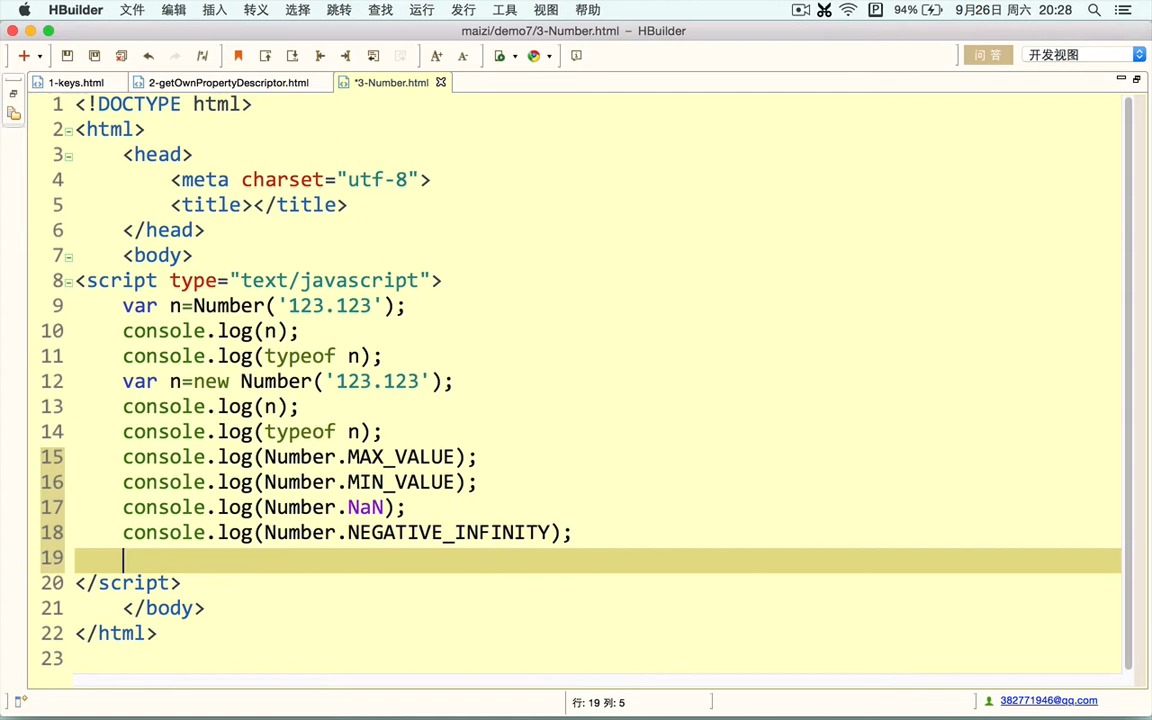 HBuilder 文件 编辑 插入 转义 选择 跳转 查找 运行 发行 工具 视图 帮助 94% 9月26日 周六 20:28
maizi/demo7/3-Number.html — HBuilder
问 答 开发视图
1-keys.html 2-getOwnPropertyDescriptor.html *3-Number.html
1 <!DOCTYPE html>
2 <html>
3 <head>
4 <meta charset="utf-8">
5 <title></title>
6 </head>
7 <body>
8 <script type="text/javascript">
9 var n=Number('123.123');
10 console.log(n);
11 console.log(typeof n);
12 var n=new Number('123.123');
13 console.log(n);
14 console.log(typeof n);
15 console.log(Number.MAX_VALUE);
16 console.log(Number.MIN_VALUE);
17 console.log(Number.NaN);
18 console.log(Number.NEGATIVE_INFINITY);
19
20 </script>
21 </body>
22 </html>
23
行: 19 列: 5 382771946@qq.com